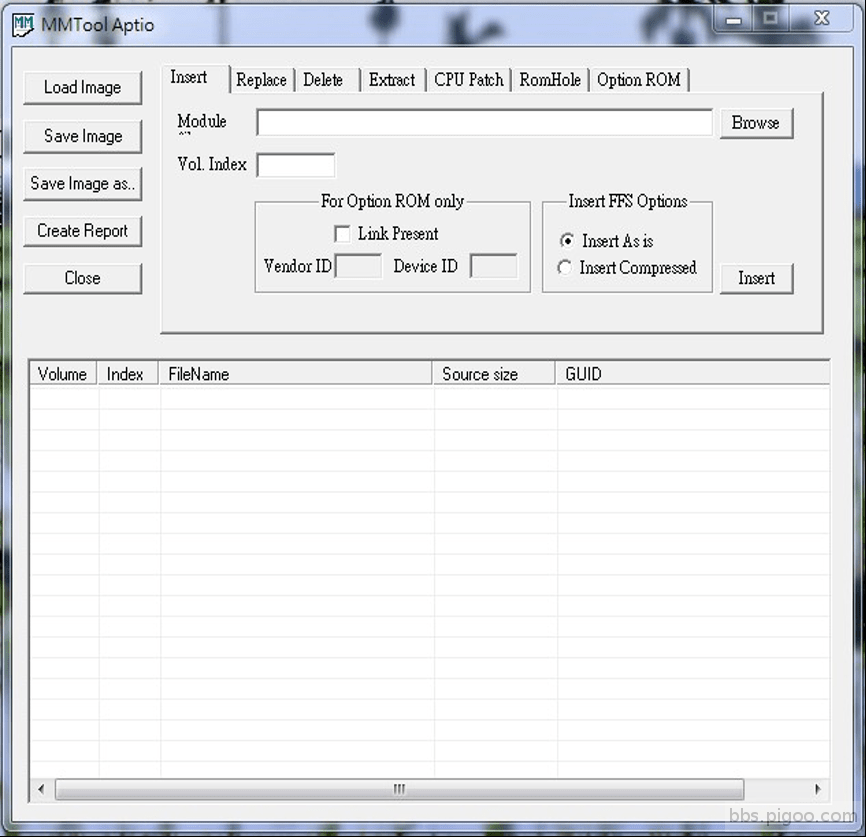 MM MMTool Aptio
Load Image
Save Image
Save Image as..
Create Report
Close
Insert Replace Delete Extract CPU Patch RomHole Option ROM
Module
Browse
Vol. Index
For Option ROM only
Link Present
Vendor ID Device ID
Insert FFS Options
Insert As is
Insert Compressed
Insert
Volume Index FileName Source size GUID
bbs.pigoo.com